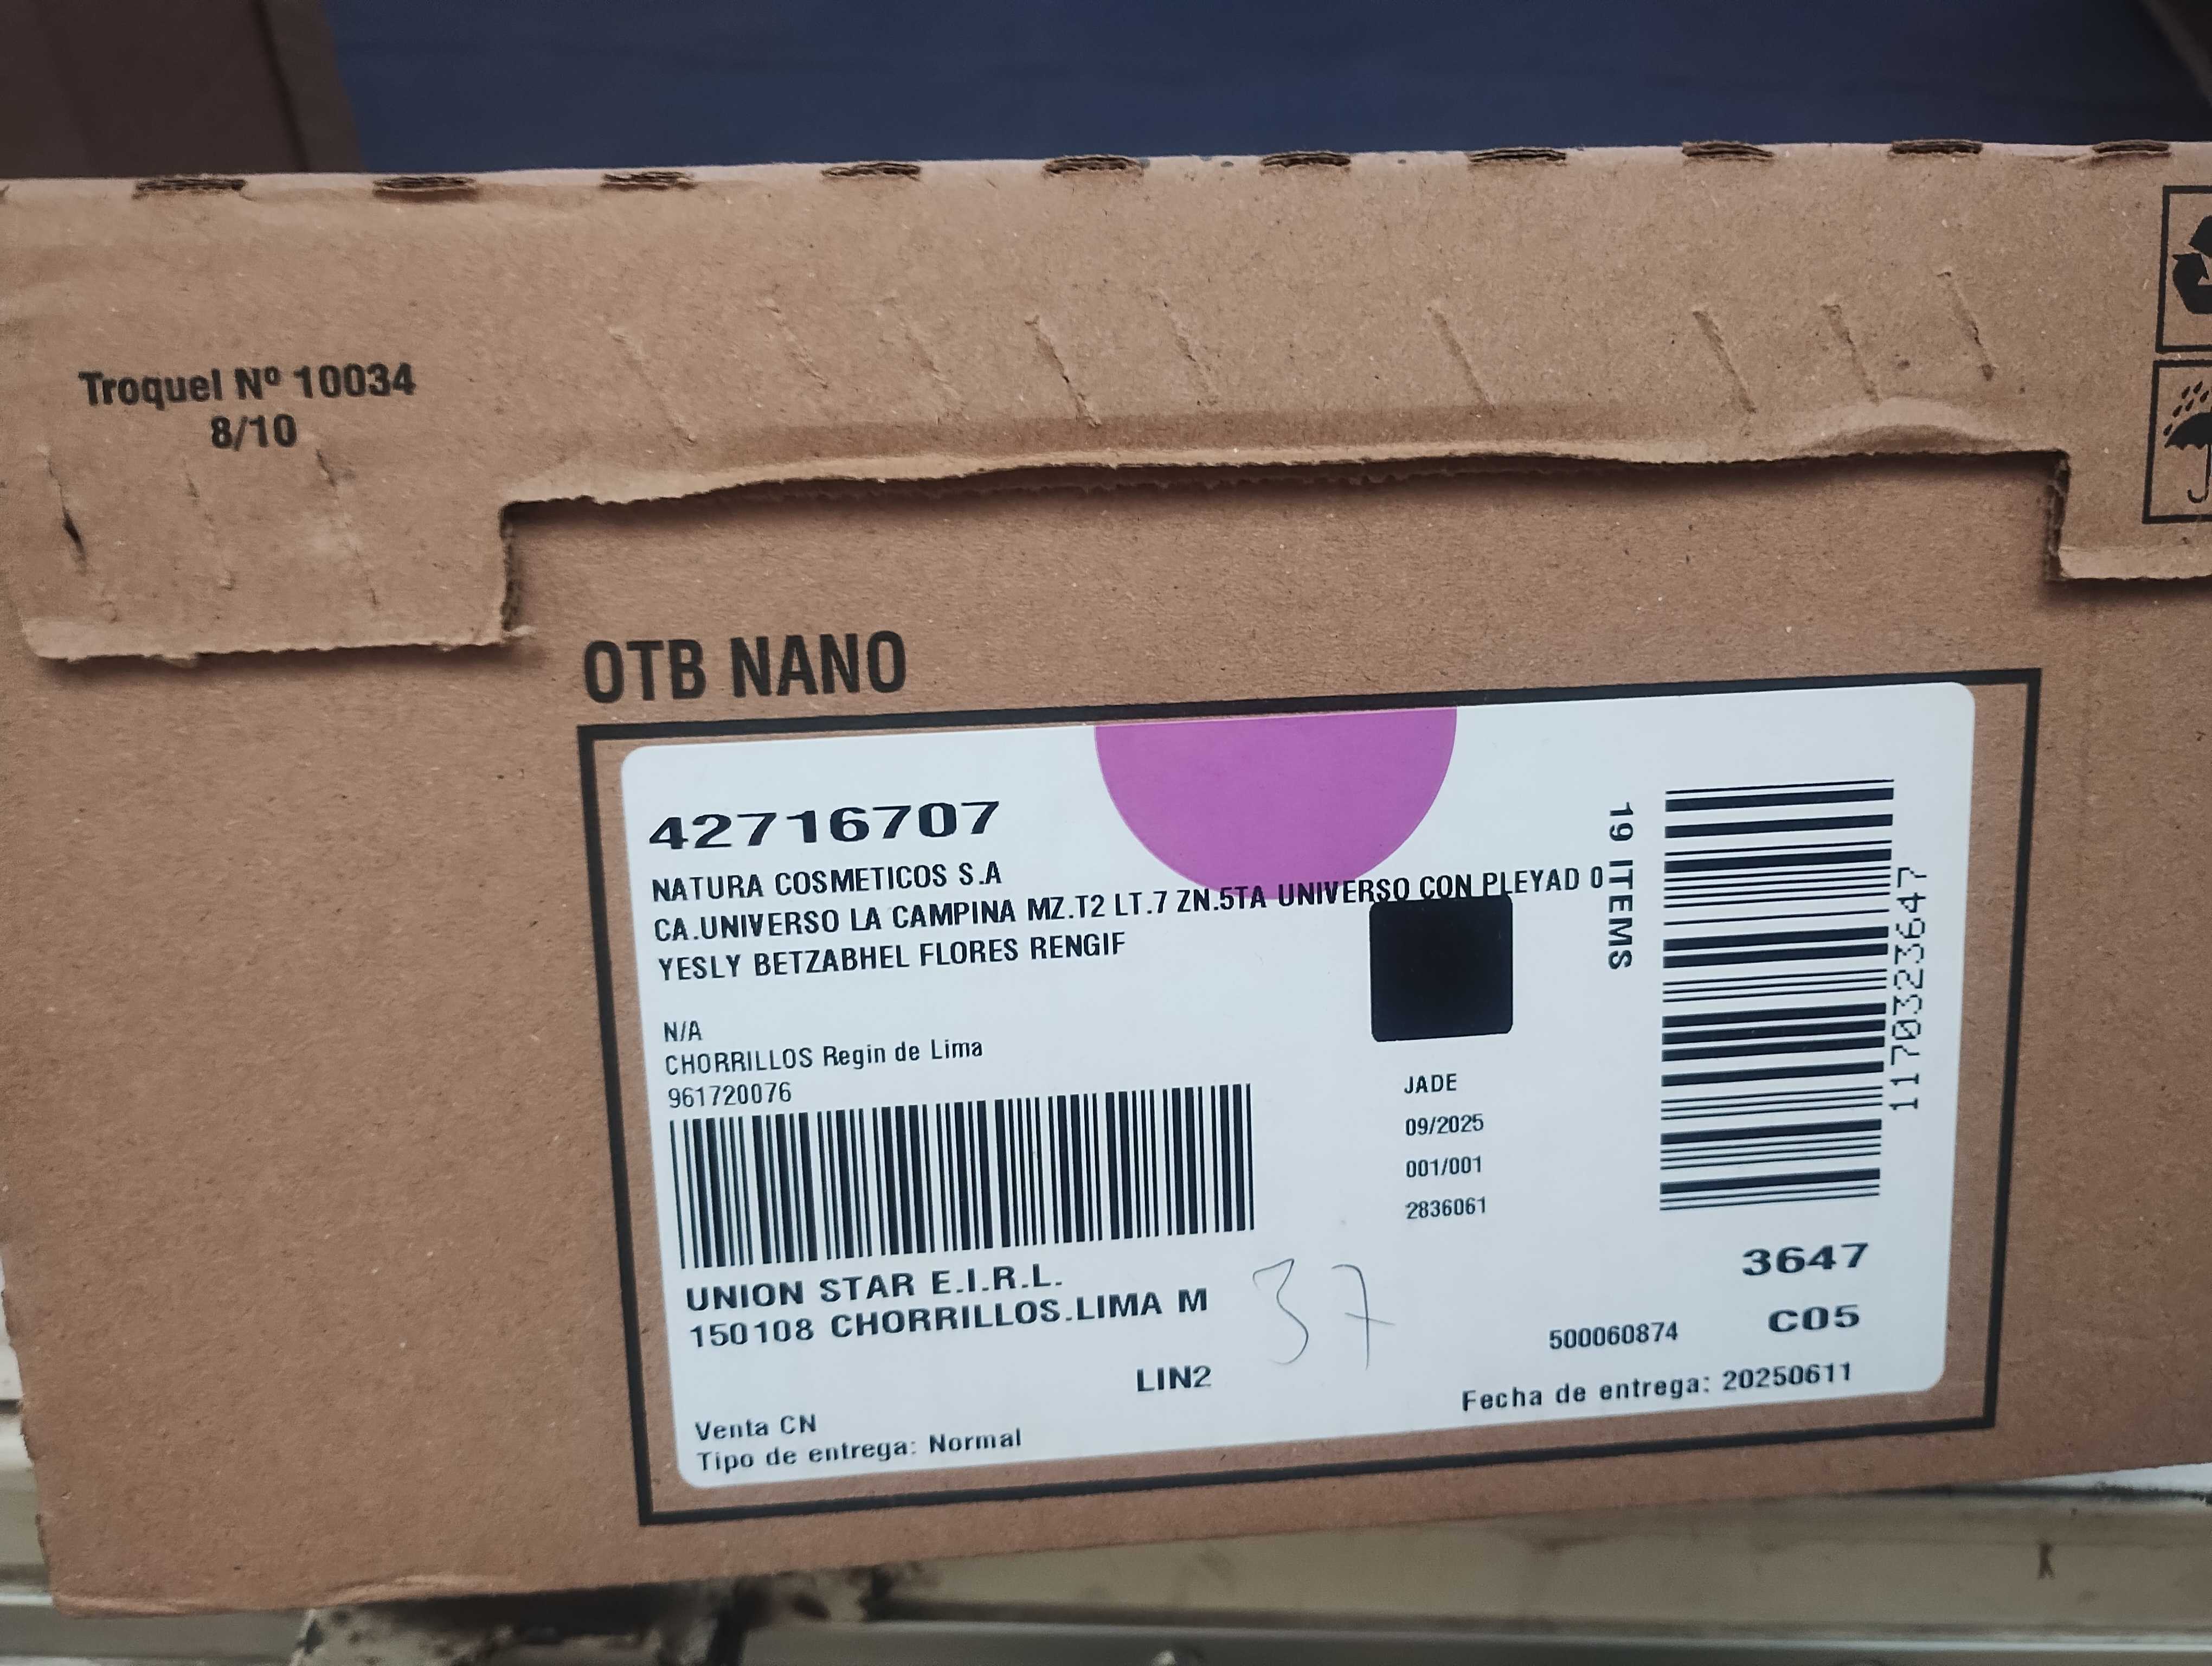 Troquel Nº 10034
8/10
OTB NANO
42716707
NATURA COSMETICOS S.A
CA.UNIVERSO LA CAMPINA MZ.T2 LT.7 ZN.5TA UNIVERSO CON PLEYAD 0
YESLY BETZABHEL FLORES RENGIF
N/A
CHORRILLOS Regin de Lima
961720076
19 ITEMS
1170323647
JADE
09/2025
001/001
2836061
UNION STAR E.I.R.L.
150108 CHORRILLOS.LIMA M
37
3647
500060874
C05
LIN2
Fecha de entrega: 20250611
Venta CN
Tipo de entrega: Normal